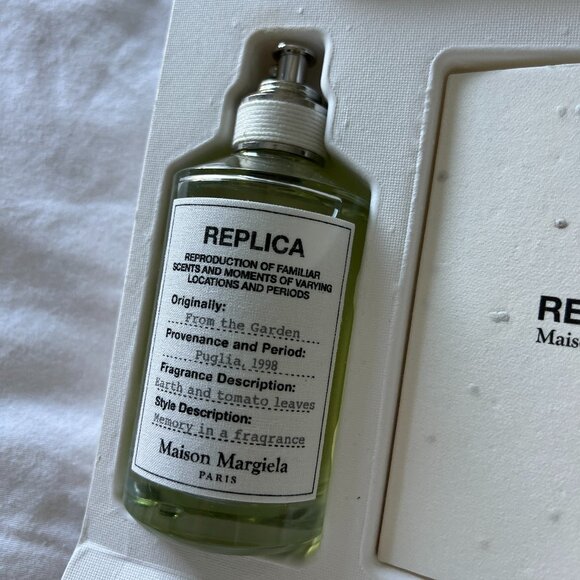 REPLICA
REPRODUCTION OF FAMILIAR
SCENTS AND MOMENTS OF VARYING
LOCATIONS AND PERIODS
Originally:
From the Garden
Provenance and Period:
Puglia, 1998
Fragrance Description:
Earth and tomato leaves
Style Description:
Memory in a fragrance
Maison Margiela
PARIS
RE
Mais